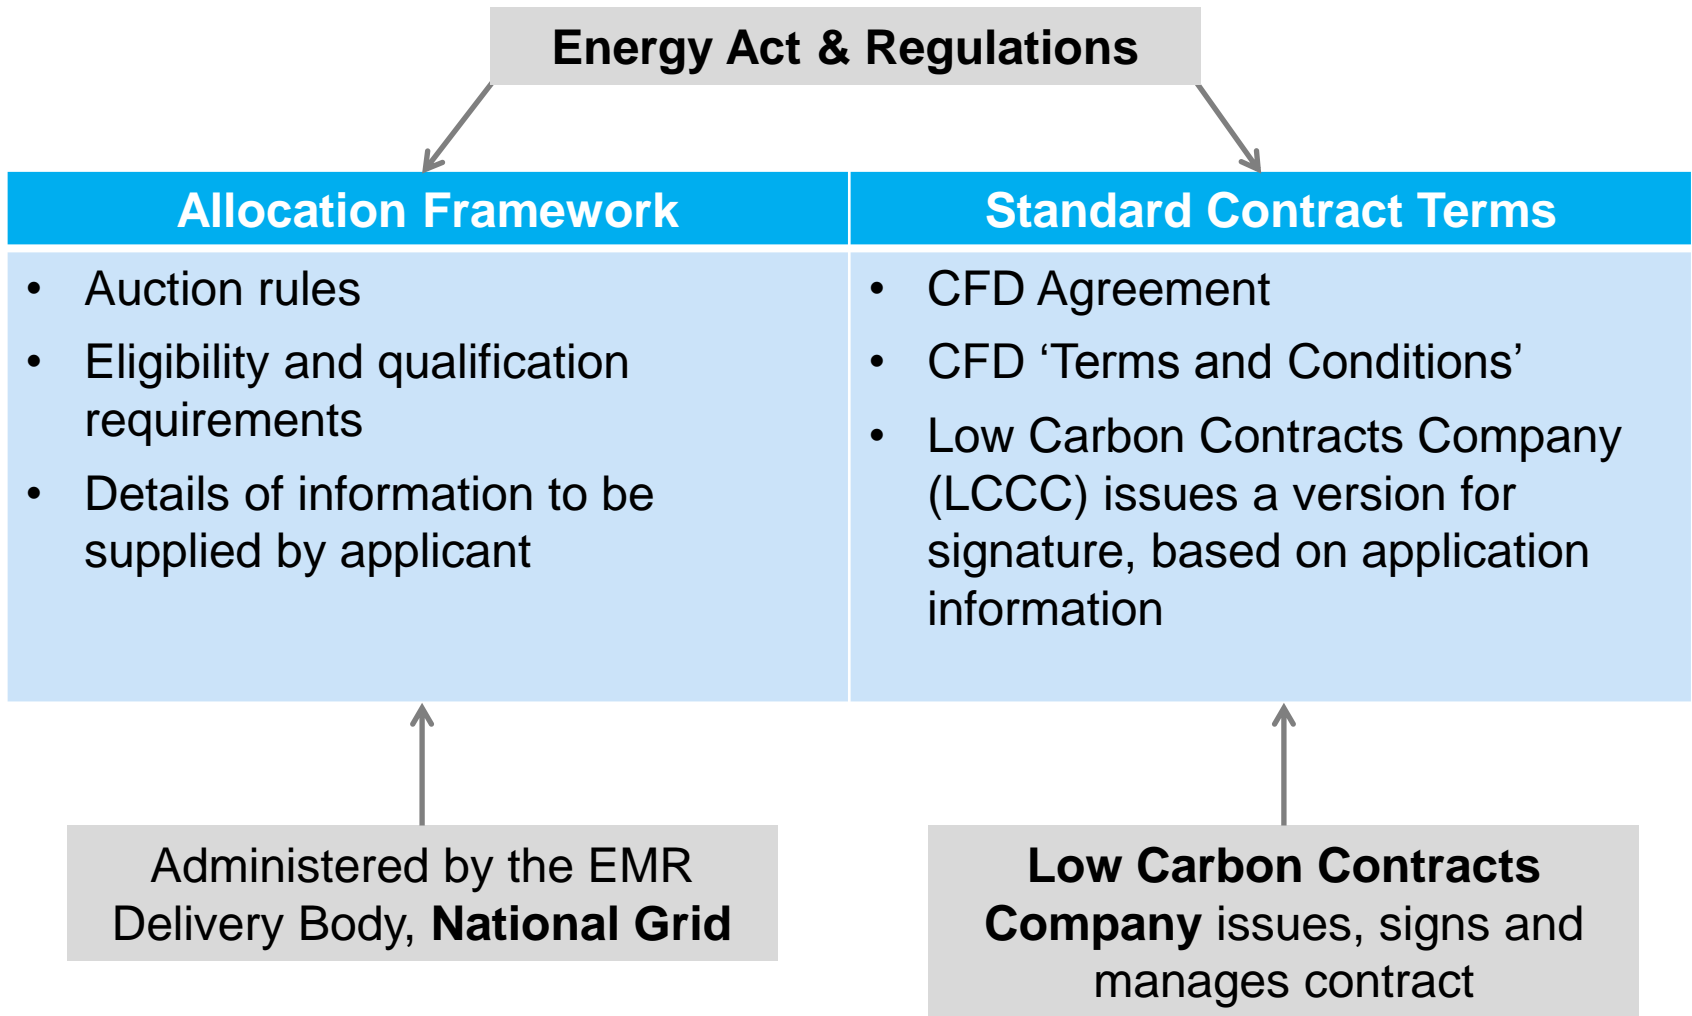 Energy Act & Regulations
Allocation Framework
• Auction rules
• Eligibility and qualification
requirements
• Details of information to be
supplied by applicant
Standard Contract Terms
• CFD Agreement
• CFD ‘Terms and Conditions’
• Low Carbon Contracts Company
(LCCC) issues a version for
signature, based on application
information
Administered by the EMR
Delivery Body, National Grid
Low Carbon Contracts
Company issues, signs and
manages contract